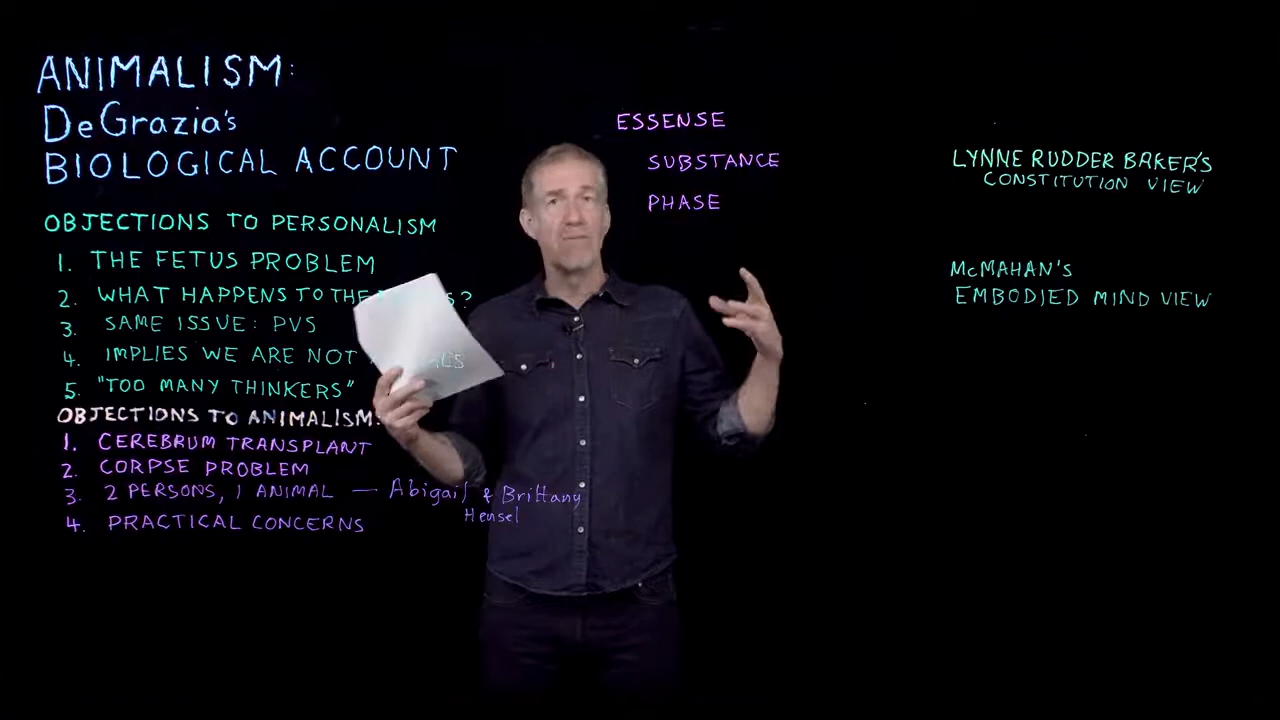 ANIMALISM:
DeGrazia's
BIOLOGICAL ACCOUNT
OBJECTIONS TO PERSONALISM
1. THE FETUS PROBLEM
2. WHAT HAPPENS TO THE S?
3. SAME ISSUE: PVS
4. IMPLIES WE ARE NOT
5. "TOO MANY THINKERS"
OBJECTIONS TO ANIMALISM:
1. CEREBRUM TRANSPLANT
2. CORPSE PROBLEM
3. 2 PERSONS, 1 ANIMAL — Abigail & Brittany
Hensel
4. PRACTICAL CONCERNS
ESSENSE
SUBSTANCE
PHASE
LYNNE RUDDER BAKER'S
CONSTITUTION VIEW
McMAHAN'S
EMBODIED MIND VIEW